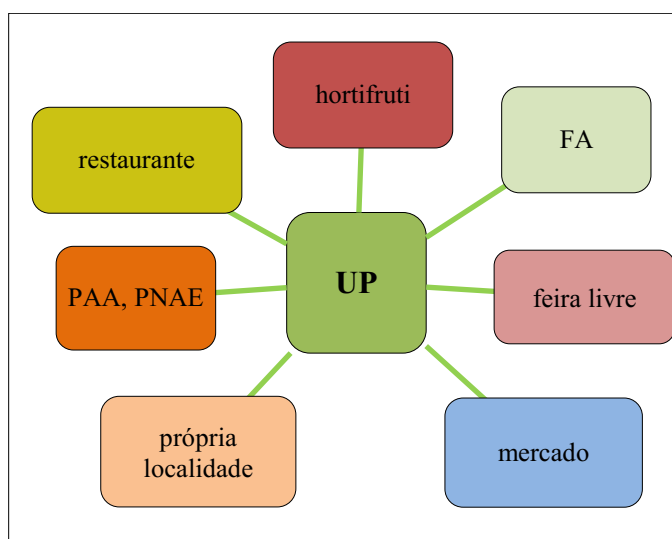 hortifruti
FA
restaurante
UP
PAA, PNAE
feira livre
própria
localidade
mercado